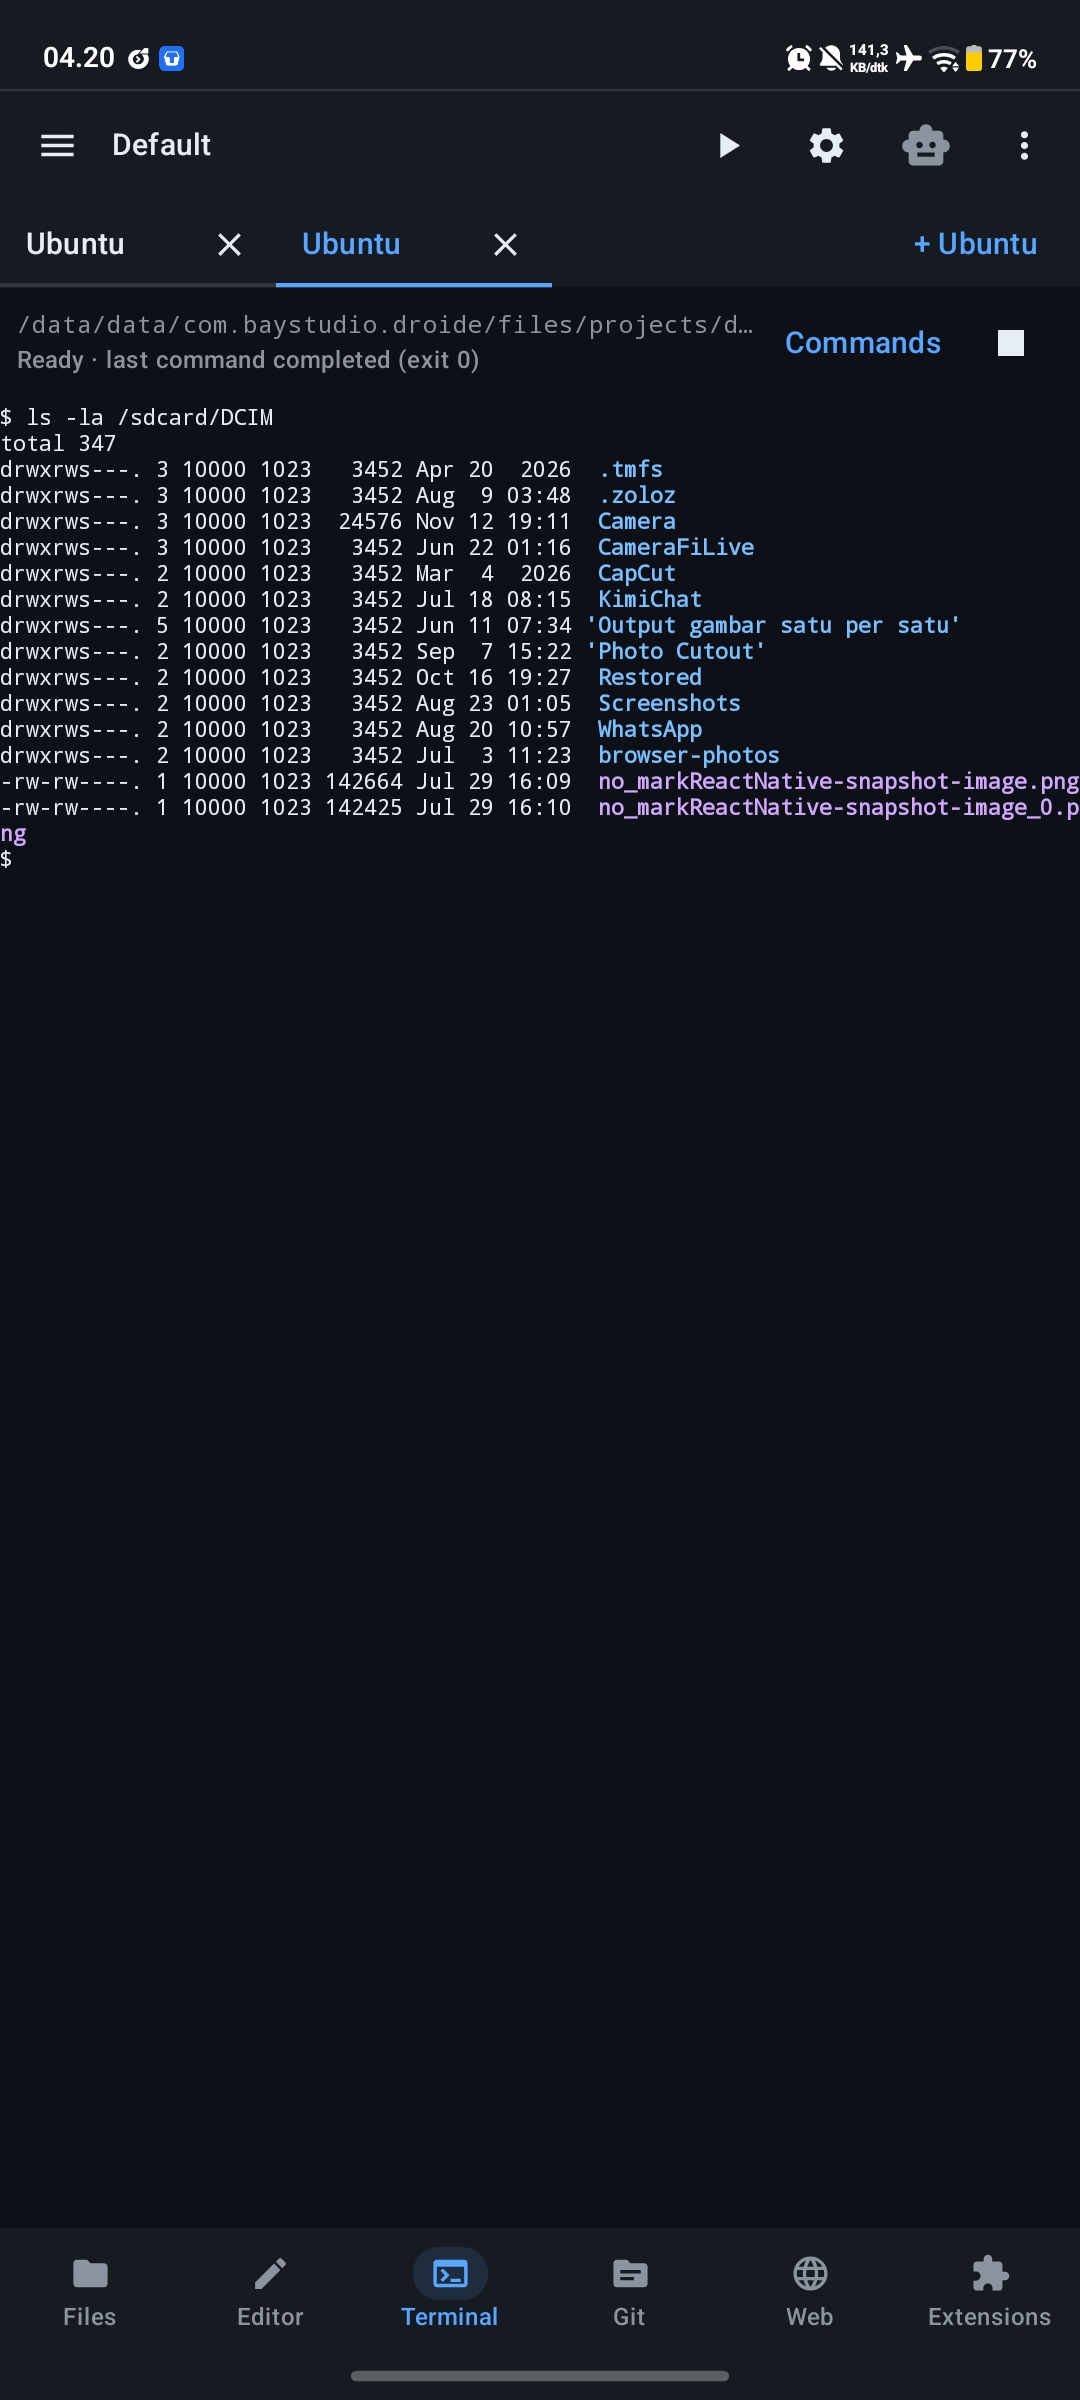 04.20
141,3
KB/dtk
77%
Default
Ubuntu
Ubuntu
+ Ubuntu
/data/data/com.baystudio.droide/files/projects/d…
Ready · last command completed (exit 0)
Commands
$ ls -la /sdcard/DCIM
total 347
drwxrws---. 3 10000 1023   3452 Apr 20  2026  .tmfs
drwxrws---. 3 10000 1023   3452 Aug  9 03:48  .zoloz
drwxrws---. 3 10000 1023  24576 Nov 12 19:11  Camera
drwxrws---. 3 10000 1023   3452 Jun 22 01:16  CameraFiLive
drwxrws---. 2 10000 1023   3452 Mar  4  2026  CapCut
drwxrws---. 2 10000 1023   3452 Jul 18 08:15  KimiChat
drwxrws---. 5 10000 1023   3452 Jun 11 07:34 'Output gambar satu per satu'
drwxrws---. 2 10000 1023   3452 Sep  7 15:22 'Photo Cutout'
drwxrws---. 2 10000 1023   3452 Oct 16 19:27  Restored
drwxrws---. 2 10000 1023   3452 Aug 23 01:05  Screenshots
drwxrws---. 2 10000 1023   3452 Aug 20 10:57  WhatsApp
drwxrws---. 2 10000 1023   3452 Jul  3 11:23  browser-photos
-rw-rw----. 1 10000 1023 142664 Jul 29 16:09  no_markReactNative-snapshot-image.png
-rw-rw----. 1 10000 1023 142425 Jul 29 16:10  no_markReactNative-snapshot-image_0.p
ng
$
Files
Editor
Terminal
Git
Web
Extensions